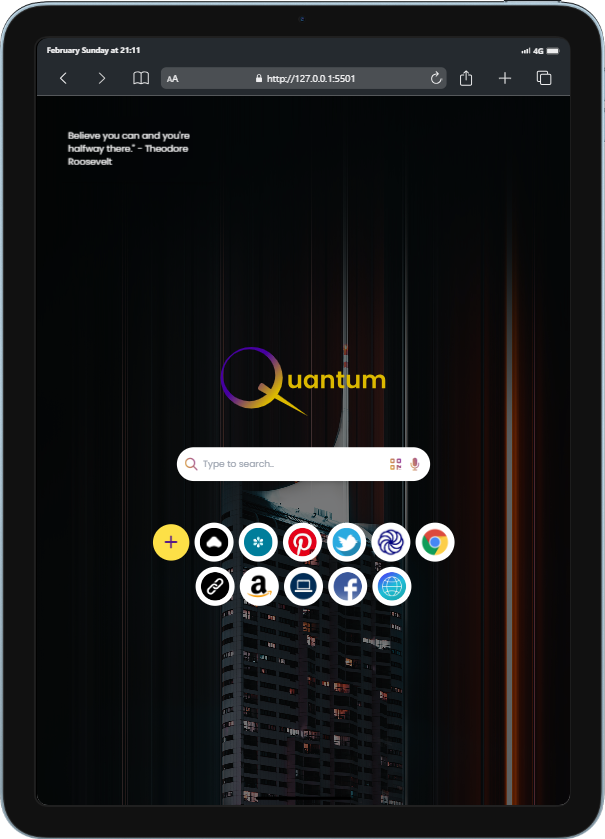 February Sunday at 21:11
4G
AA
http://127.0.0.1:5501
Believe you can and you're
halfway there." - Theodore
Roosevelt
Quantum
Type to search..
a